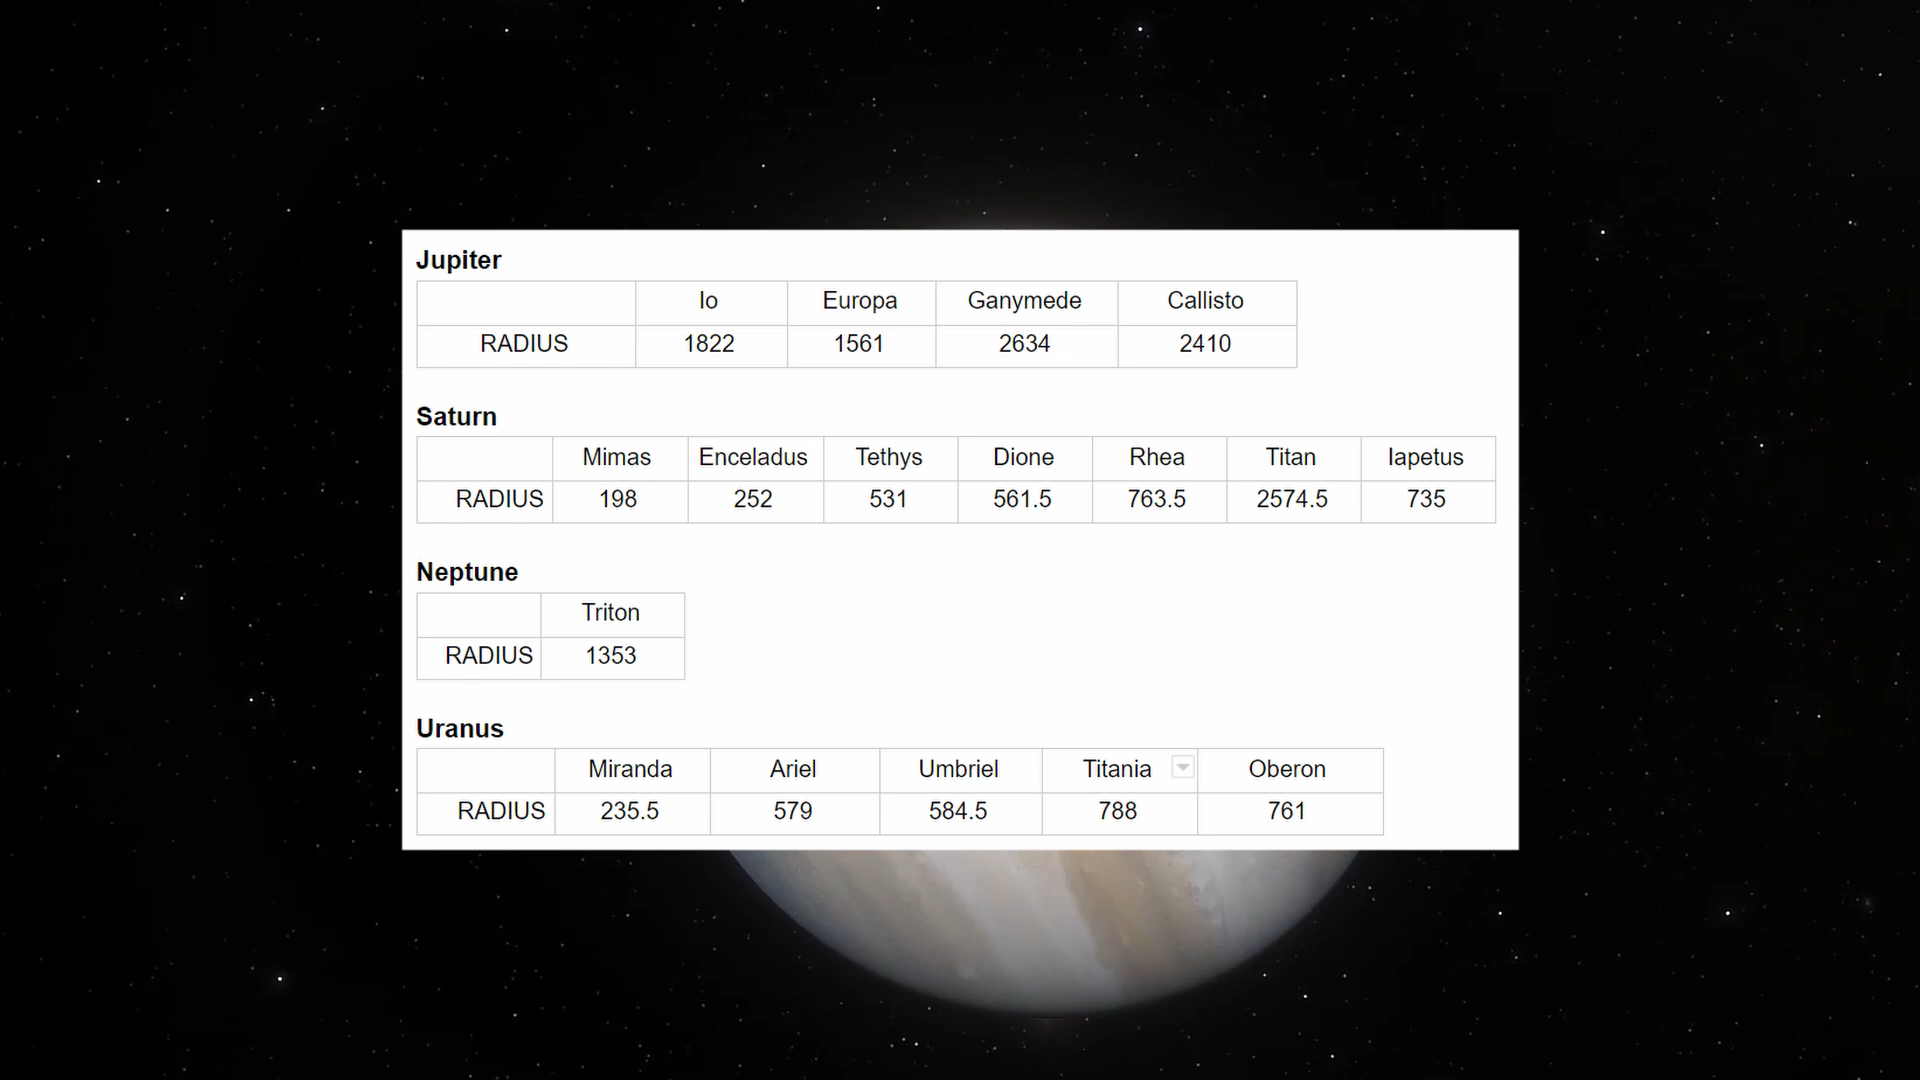 Jupiter
Io Europa Ganymede Callisto
RADIUS 1822 1561 2634 2410
Saturn
Mimas Enceladus Tethys Dione Rhea Titan Iapetus
RADIUS 198 252 531 561.5 763.5 2574.5 735
Neptune
Triton
RADIUS 1353
Uranus
Miranda Ariel Umbriel Titania Oberon
RADIUS 235.5 579 584.5 788 761